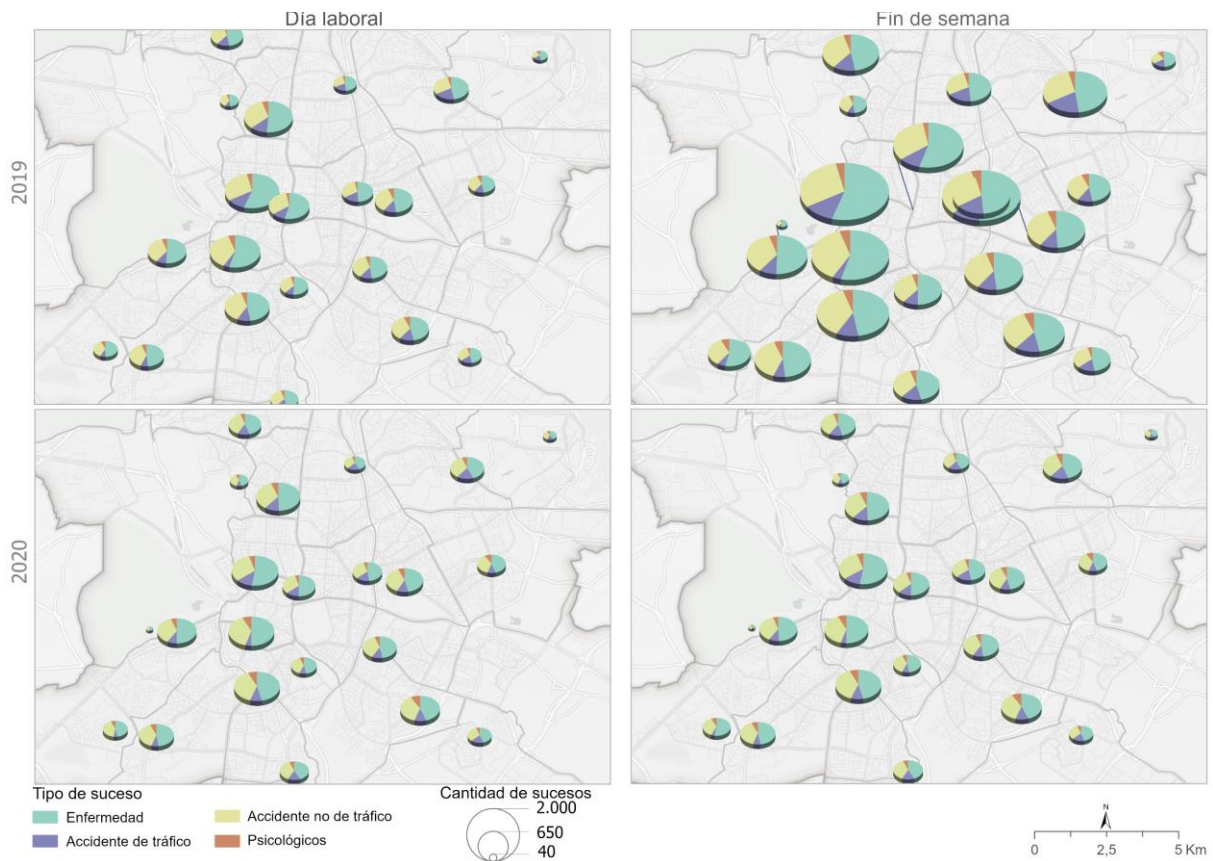 Día laboral
Fin de semana
2019
2020
Tipo de suceso
Enfermedad
Accidente de tráfico
Accidente no de tráfico
Psicológicos
Cantidad de sucesos
2.000
650
40
N
0 2,5 5 Km